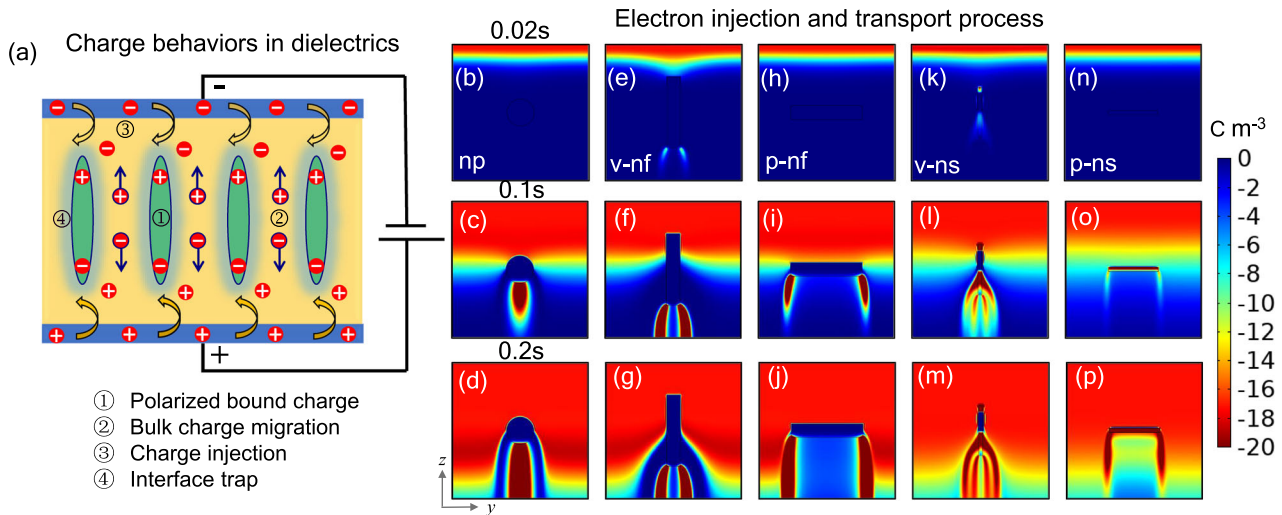 (a)
Charge behaviors in dielectrics
-
③
④
①
②
+
① Polarized bound charge
② Bulk charge migration
③ Charge injection
④ Interface trap
Electron injection and transport process
0.02s
(b) (e) (h) (k) (n)
np v-nf p-nf v-ns p-ns
0.1s
(c) (f) (i) (l) (o)
0.2s
(d) (g) (j) (m) (p)
z
y
C m⁻³
0
-2
-4
-6
-8
-10
-12
-14
-16
-18
-20